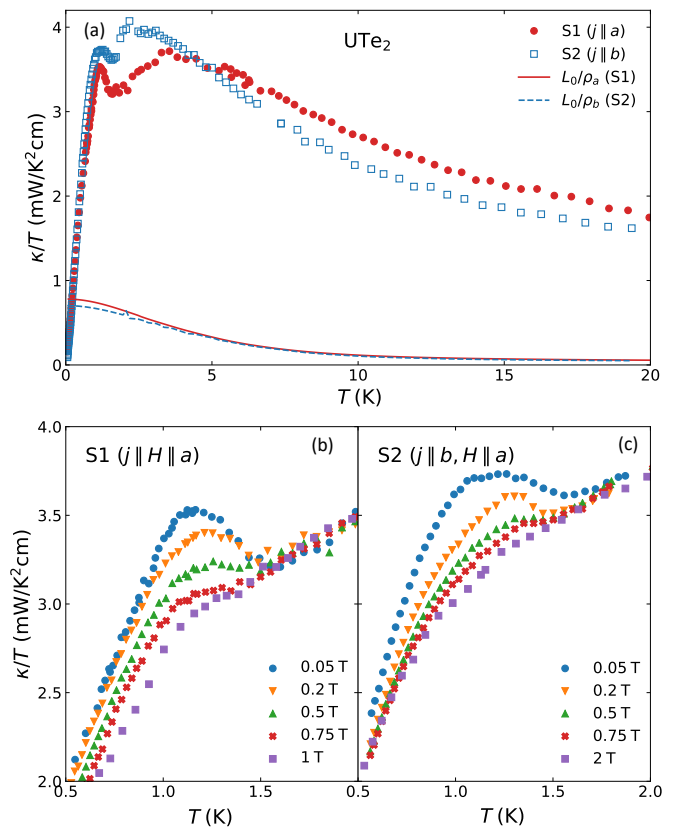 (a)
UTe₂
S1 (j ∥ a)
S2 (j ∥ b)
L₀/ρₐ (S1)
L₀/ρ_b (S2)
κ/T (mW/K²cm)
4
3
2
1
0
0 5 10 15 20
T (K)
S1 (j ∥ H ∥ a) (b)
κ/T (mW/K²cm)
4.0
3.5
3.0
2.5
2.0
0.05 T
0.2 T
0.5 T
0.75 T
1 T
0.5 1.0 1.5
T (K)
S2 (j ∥ b, H ∥ a) (c)
0.05 T
0.2 T
0.5 T
0.75 T
2 T
0.5 1.0 1.5 2.0
T (K)